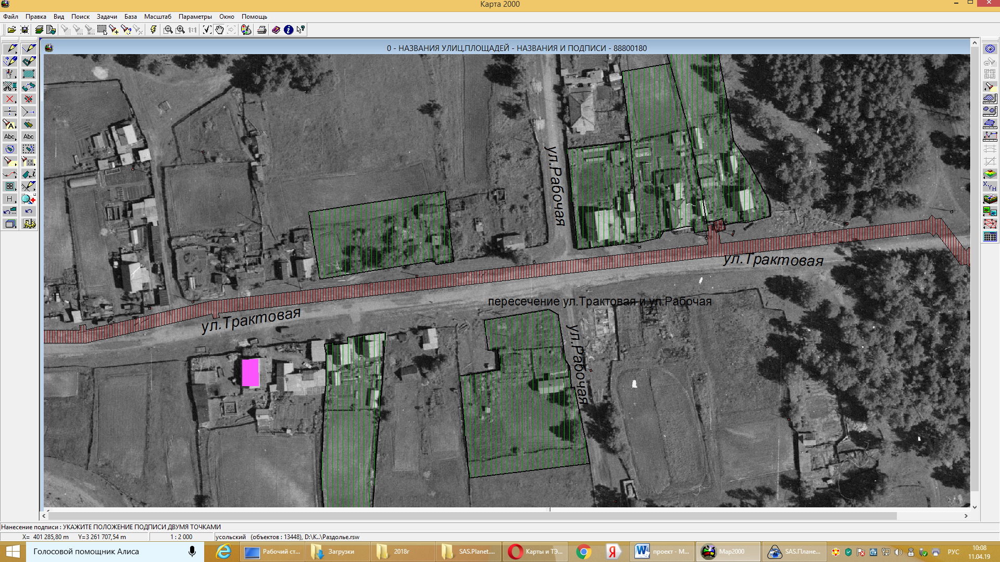 Карта 2000
Файл Правка Вид Поиск Задачи База Масштаб Параметры Окно Помощь
1:1
0 - НАЗВАНИЯ УЛИЦ,ПЛОЩАДЕЙ - НАЗВАНИЯ И ПОДПИСИ - 88800180
A
Abc Abc
H
X Y H
ул.Рабочая
ул.Трактовая
пересечение ул.Трактовая и ул.Рабочая
ул.Трактовая
ул.Рабочая
Нанесение подписи : УКАЖИТЕ ПОЛОЖЕНИЕ ПОДПИСИ ДВУМЯ ТОЧКАМИ
X= 401 285,80 m Y=3 261 707,54 m 1 : 2 000 усольский (объектов : 13448), D:\K..\Раздолье.rsw
Голосовой помощник Алиса
Рабочий ст... Загрузки 2018г SAS.Planet.... Карты и ТЭ... Я проект - М... Map2000 SAS.Плане... РУС
10:08
11.04.19